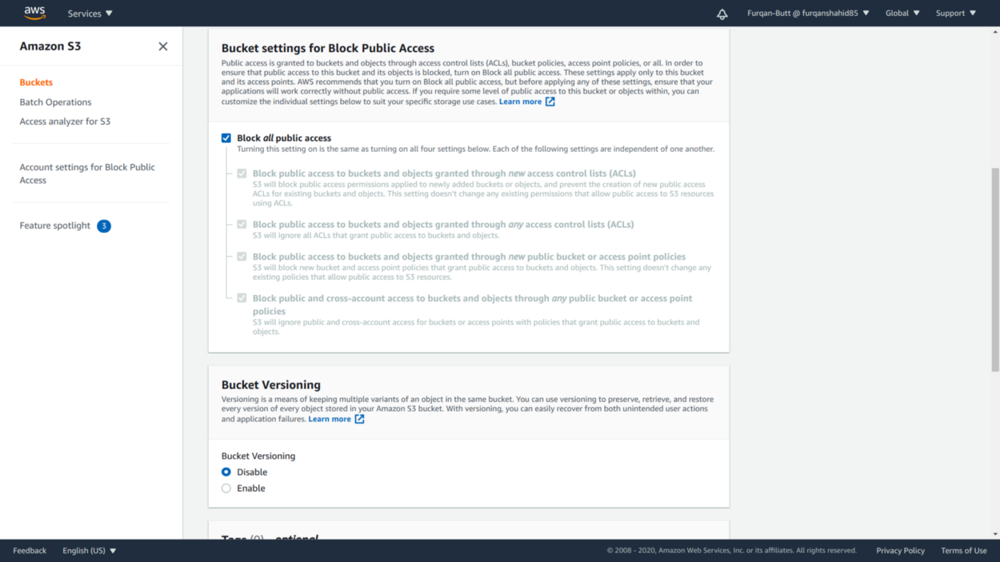 aws
Services
Furqan-Butt @ furqanshahid85
Global
Support
Amazon S3
Buckets
Batch Operations
Access analyzer for S3
Account settings for Block Public
Access
Feature spotlight 3
Bucket settings for Block Public Access
Public access is granted to buckets and objects through access control lists (ACLs), bucket policies, access point policies, or all. In order to
ensure that public access to this bucket and its objects is blocked, turn on Block all public access. These settings apply only to this bucket
and its access points. AWS recommends that you turn on Block all public access, but before applying any of these settings, ensure that your
applications will work correctly without public access. If you require some level of public access to this bucket or objects within, you can
customize the individual settings below to suit your specific storage use cases. Learn more
Block all public access
Turning this setting on is the same as turning on all four settings below. Each of the following settings are independent of one another.
Block public access to buckets and objects granted through new access control lists (ACLs)
S3 will block public access permissions applied to newly added buckets or objects, and prevent the creation of new public access
ACLs for existing buckets and objects. This setting doesn't change any existing permissions that allow public access to S3 resources
using ACLs.
Block public access to buckets and objects granted through any access control lists (ACLs)
S3 will ignore all ACLs that grant public access to buckets and objects.
Block public access to buckets and objects granted through new public bucket or access point policies
S3 will block new bucket and access point policies that grant public access to buckets and objects. This setting doesn't change any
existing policies that allow public access to S3 resources.
Block public and cross-account access to buckets and objects through any public bucket or access point
policies
S3 will ignore public and cross-account access for buckets or access points with policies that grant public access to buckets and
objects.
Bucket Versioning
Versioning is a means of keeping multiple variants of an object in the same bucket. You can use versioning to preserve, retrieve, and restore
every version of every object stored in your Amazon S3 bucket. With versioning, you can easily recover from both unintended user actions
and application failures. Learn more
Bucket Versioning
Disable
Enable
Tags (0) - optional
Feedback
English (US)
© 2008 - 2020, Amazon Web Services, Inc. or its affiliates. All rights reserved.
Privacy Policy
Terms of Use